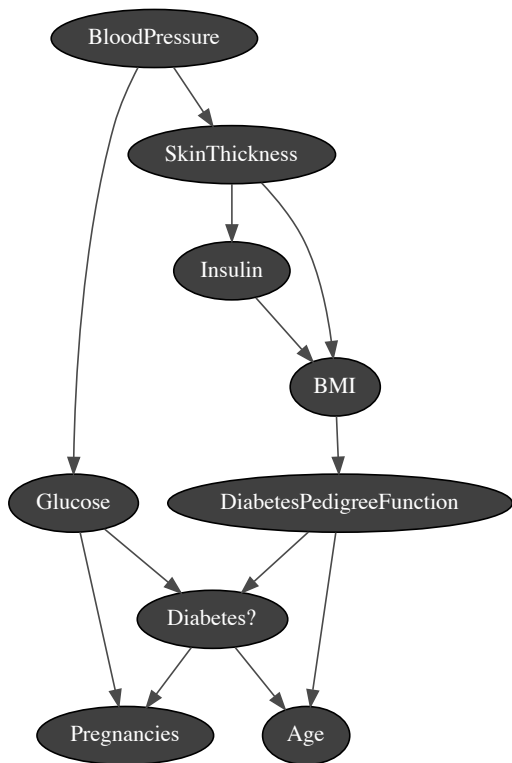 BloodPressure
SkinThickness
Insulin
BMI
Glucose
DiabetesPedigreeFunction
Diabetes?
Pregnancies
Age